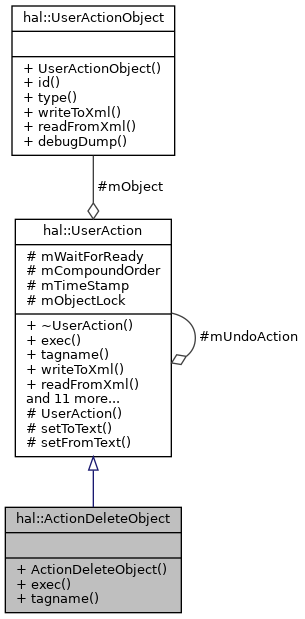 hal::UserActionObject
+ UserActionObject()
+ id()
+ type()
+ writeToXml()
+ readFromXml()
+ debugDump()
#mObject
hal::UserAction
# mWaitForReady
# mCompoundOrder
# mTimeStamp
# mObjectLock
+ ~UserAction()
+ exec()
+ tagname()
+ writeToXml()
+ readFromXml()
and 11 more...
# UserAction()
# setToText()
# setFromText()
#mUndoAction
hal::ActionDeleteObject
+ ActionDeleteObject()
+ exec()
+ tagname()